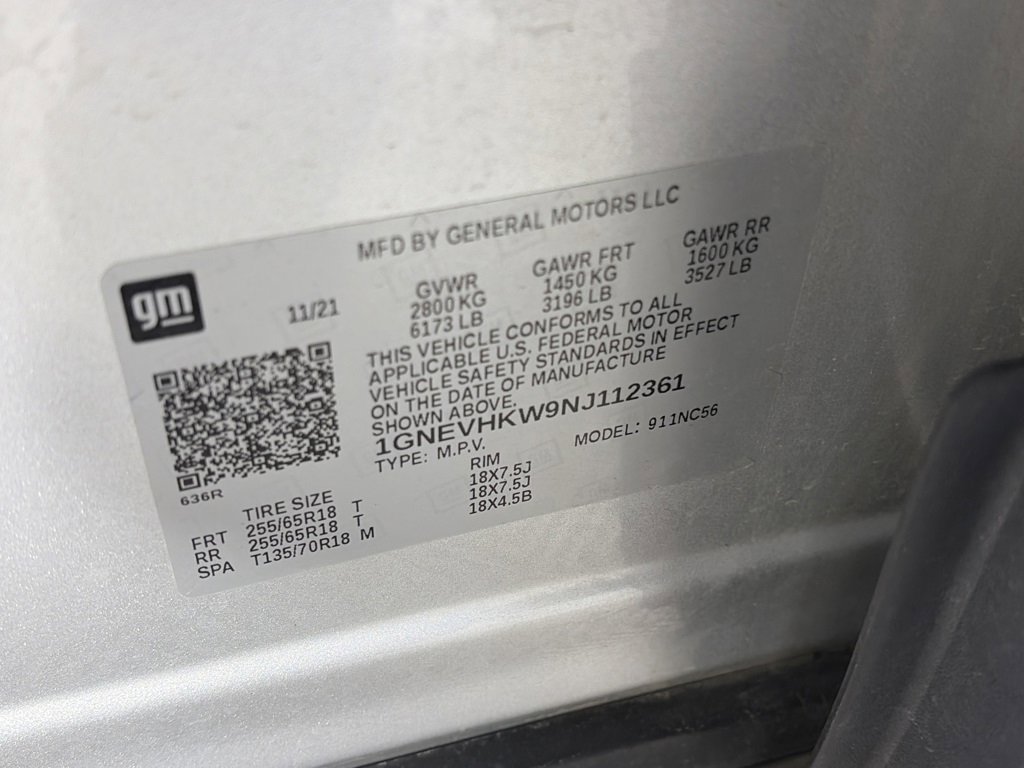 gm
MFD BY GENERAL MOTORS LLC
11/21
GVWR GAWR FRT GAWR RR
2800 KG 1450 KG 1600 KG
6173 LB 3196 LB 3527 LB
THIS VEHICLE CONFORMS TO ALL
APPLICABLE U.S. FEDERAL MOTOR
VEHICLE SAFETY STANDARDS IN EFFECT
ON THE DATE OF MANUFACTURE
SHOWN ABOVE.
1GNEVHKW9NJ112361
TYPE: M.P.V. MODEL: 911NC56
636R
TIRE SIZE RIM
FRT 255/65R18 T 18X7.5J
RR 255/65R18 T 18X7.5J
SPA T135/70R18 M 18X4.5B